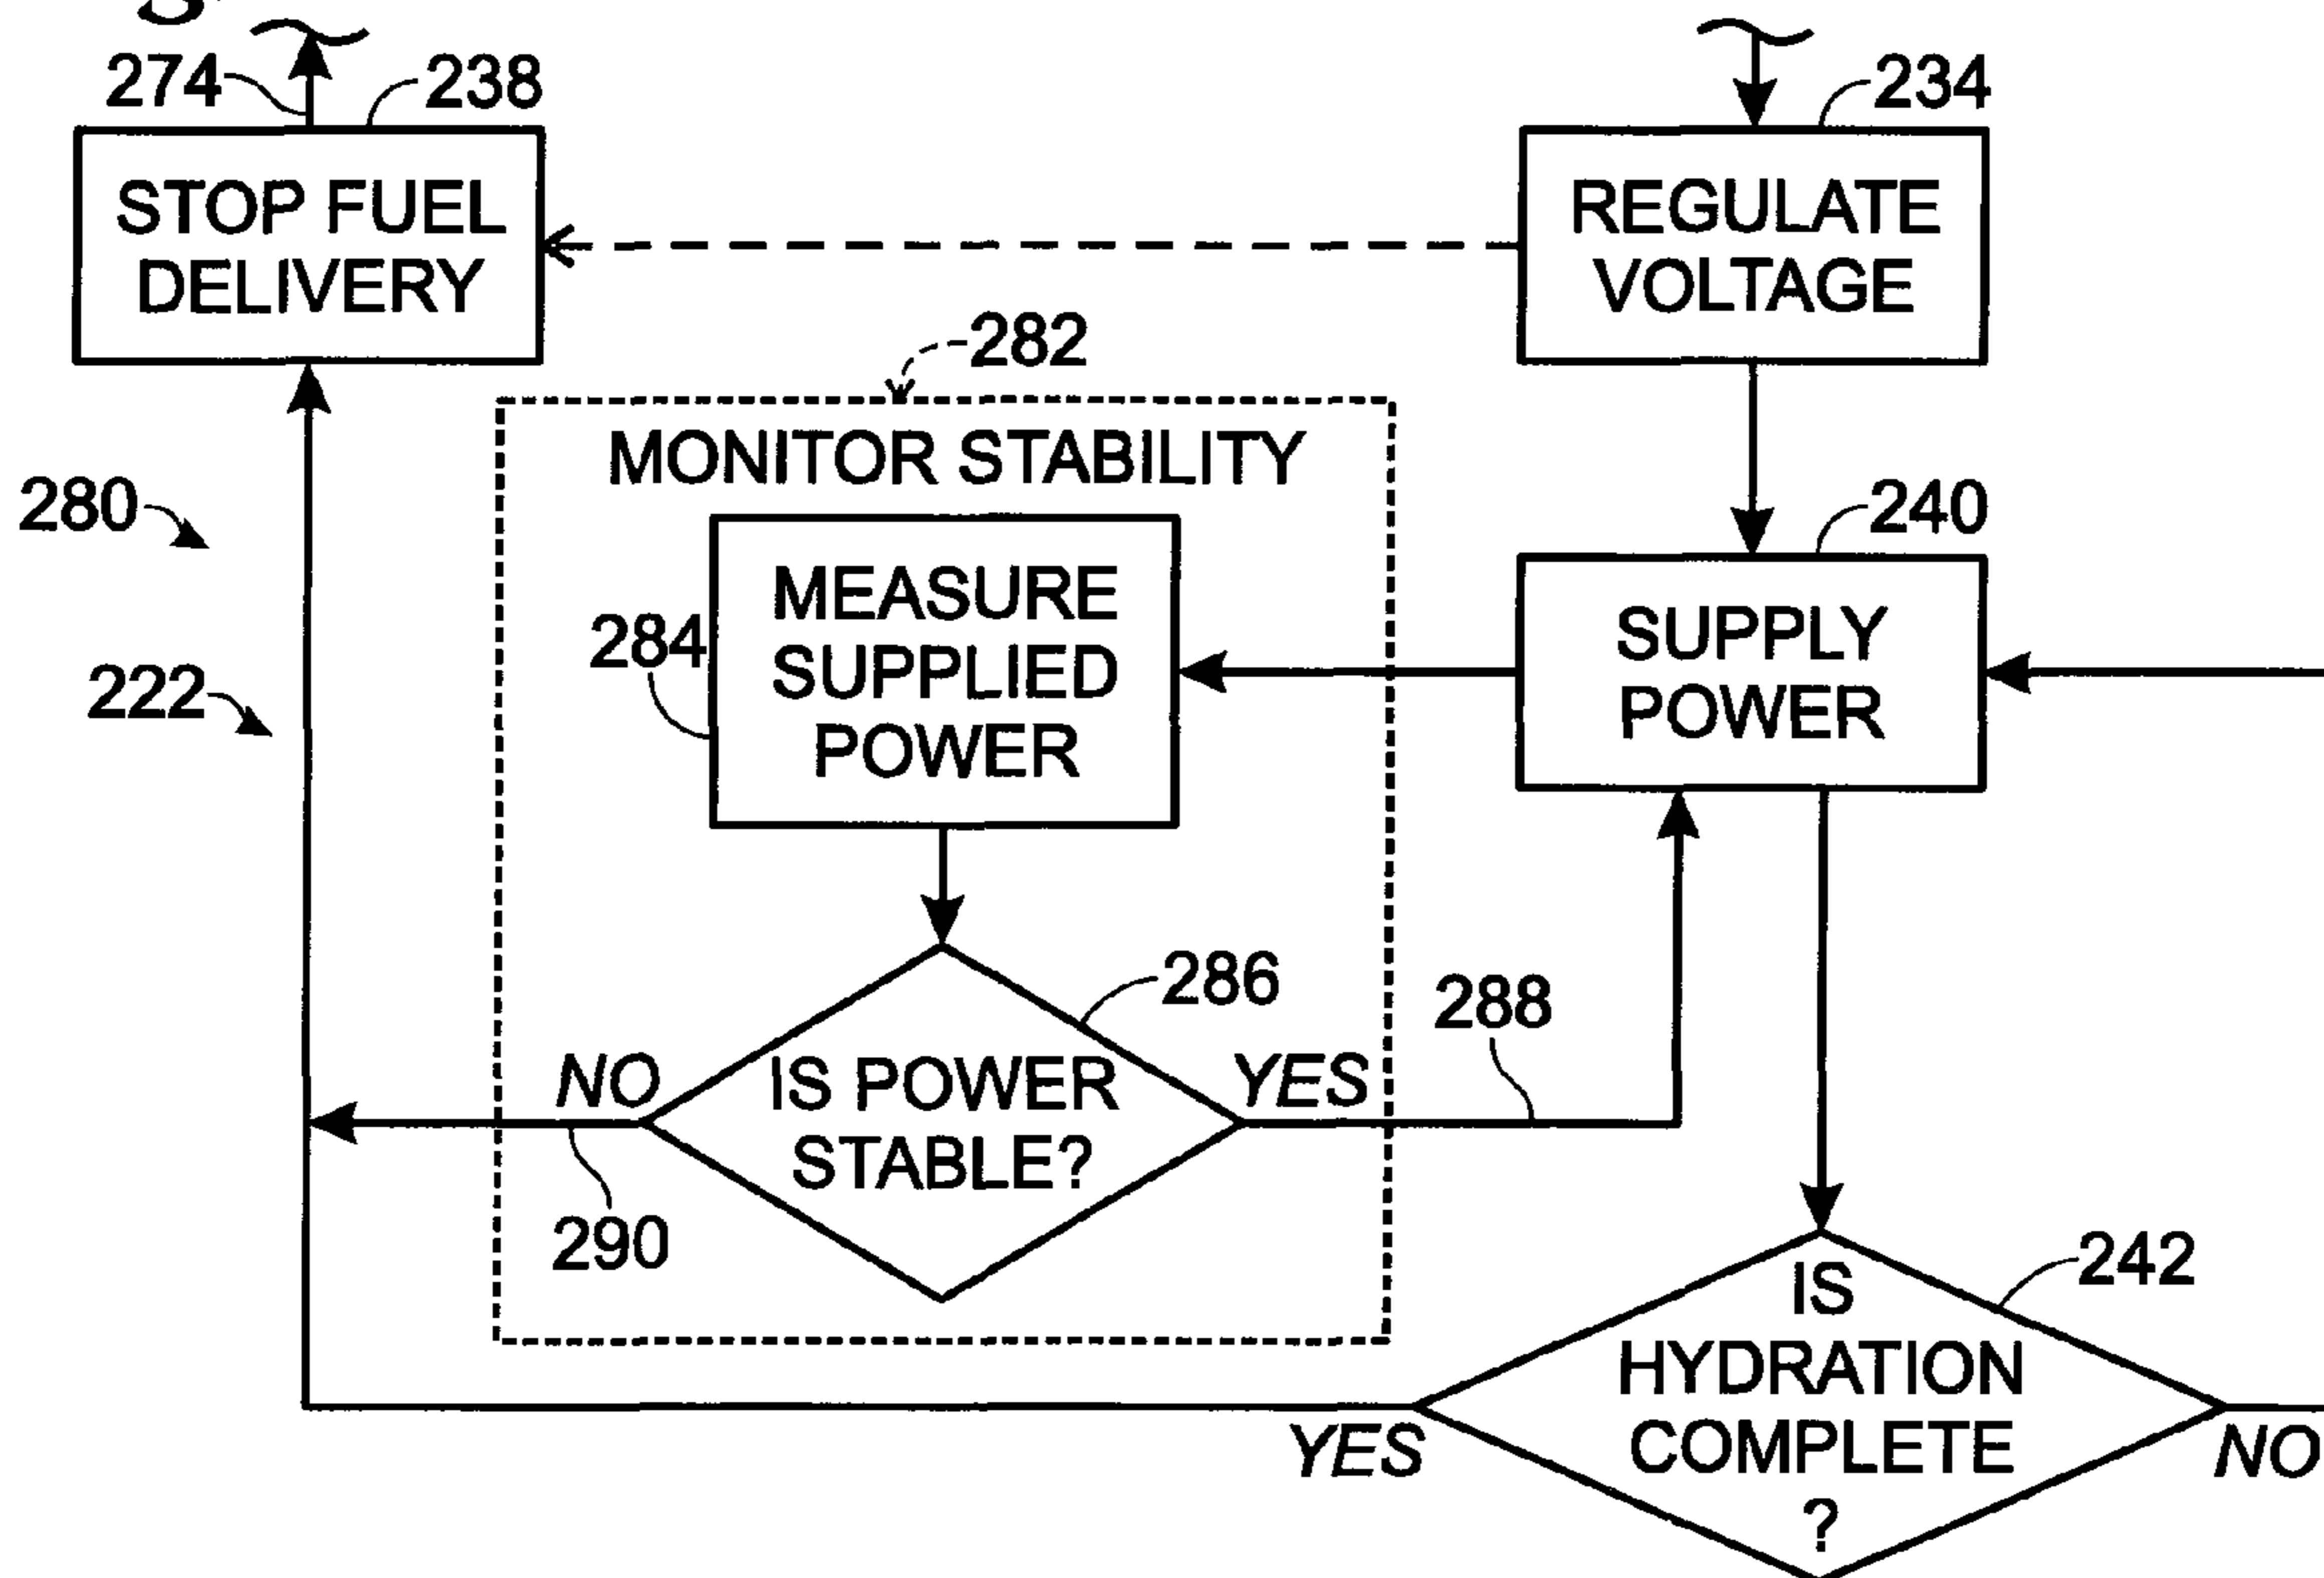 274
238
234
STOP FUEL
DELIVERY
REGULATE
VOLTAGE
282
MONITOR STABILITY
280
240
MEASURE
SUPPLIED
POWER
284
SUPPLY
POWER
222
286
288
NO
IS POWER
STABLE?
YES
290
242
IS
HYDRATION
COMPLETE
?
YES
NO